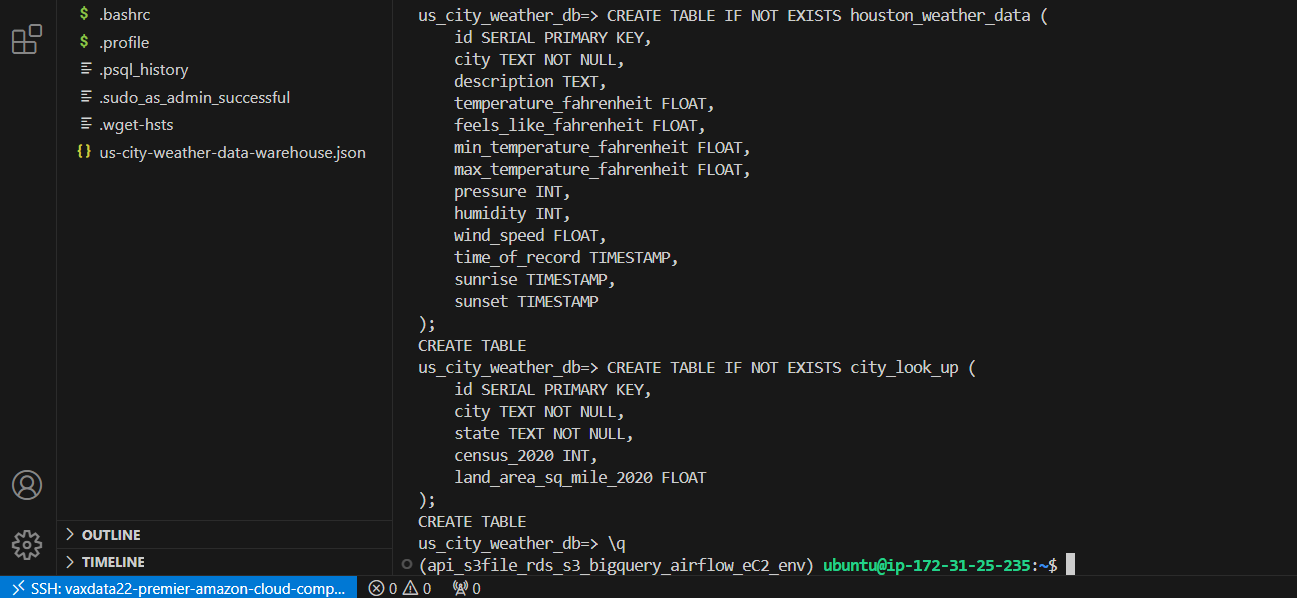 .bashrc
.profile
.psql_history
.sudo_as_admin_successful
.wget-hsts
us-city-weather-data-warehouse.json
OUTLINE
TIMELINE
us_city_weather_db=> CREATE TABLE IF NOT EXISTS houston_weather_data (
    id SERIAL PRIMARY KEY,
    city TEXT NOT NULL,
    description TEXT,
    temperature_fahrenheit FLOAT,
    feels_like_fahrenheit FLOAT,
    min_temperature_fahrenheit FLOAT,
    max_temperature_fahrenheit FLOAT,
    pressure INT,
    humidity INT,
    wind_speed FLOAT,
    time_of_record TIMESTAMP,
    sunrise TIMESTAMP,
    sunset TIMESTAMP
);
CREATE TABLE
us_city_weather_db=> CREATE TABLE IF NOT EXISTS city_look_up (
    id SERIAL PRIMARY KEY,
    city TEXT NOT NULL,
    state TEXT NOT NULL,
    census_2020 INT,
    land_area_sq_mile_2020 FLOAT
);
CREATE TABLE
us_city_weather_db=> \q
(api_s3file_rds_s3_bigquery_airflow_eC2_env) ubuntu@ip-172-31-25-235:~$
SSH: vaxdata22-premier-amazon-cloud-comp... 0 0 0